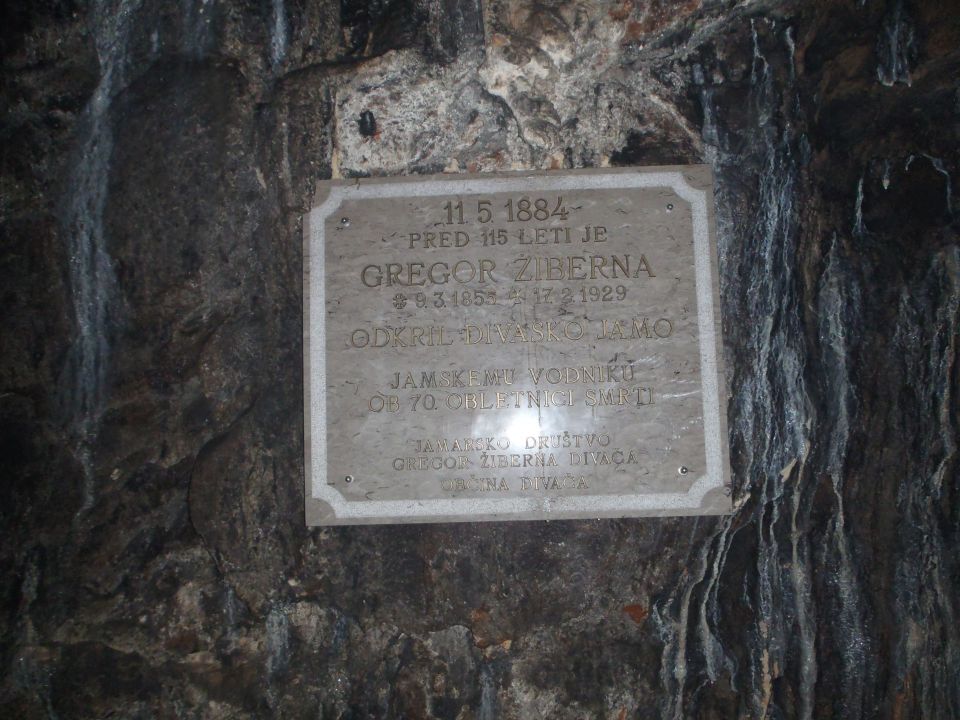 11.5.1884
PRED 115 LETI JE
GREGOR ŽIBERNA
* 9.3.1855 + 17.2.1929
ODKRIL DIVAŠKO JAMO
JAMSKEMU VODNIKU
OB 70. OBLETNICI SMRTI
JAMARSKO DRUŠTVO
GREGOR ŽIBERNA DIVAČA
OBČINA DIVAČA